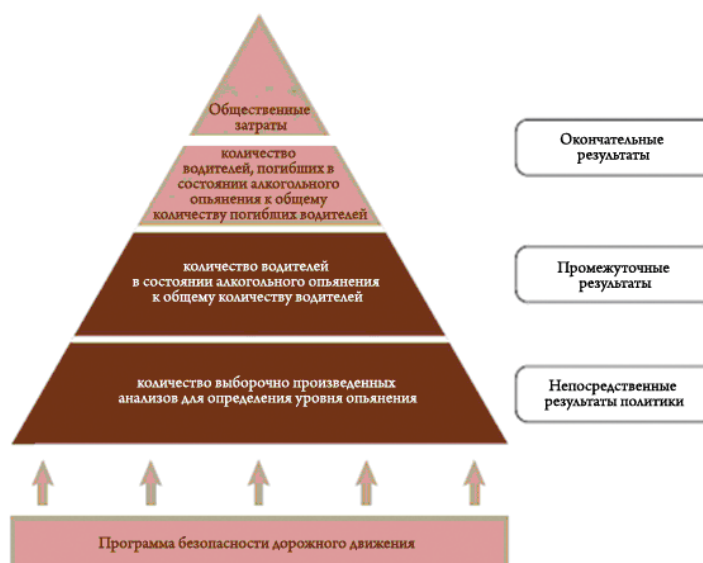 Общественные
затраты
количество
водителей, погибших в
состоянии алкогольного
опьянения к общему
количеству погибших водителей
Окончательные
результаты
количество водителей
в состоянии алкогольного опьянения
к общему количеству водителей
Промежуточные
результаты
количество выборочно произведенных
анализов для определения уровня опьянения
Непосредственные
результаты политики
Программа безопасности дорожного движения